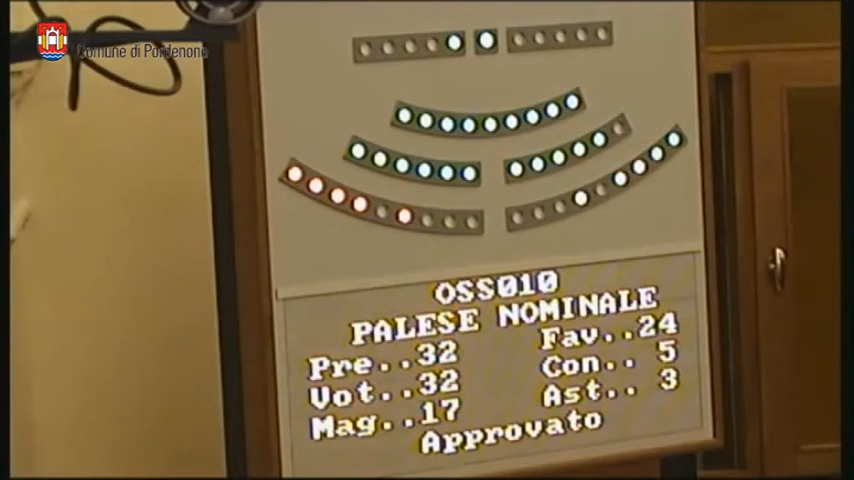 Comune di Pordenone
OSS010
PALESE NOMINALE
Pre..32 Fav..24
Vot..32 Con.. 5
Mag..17 Ast.. 3
Approvato